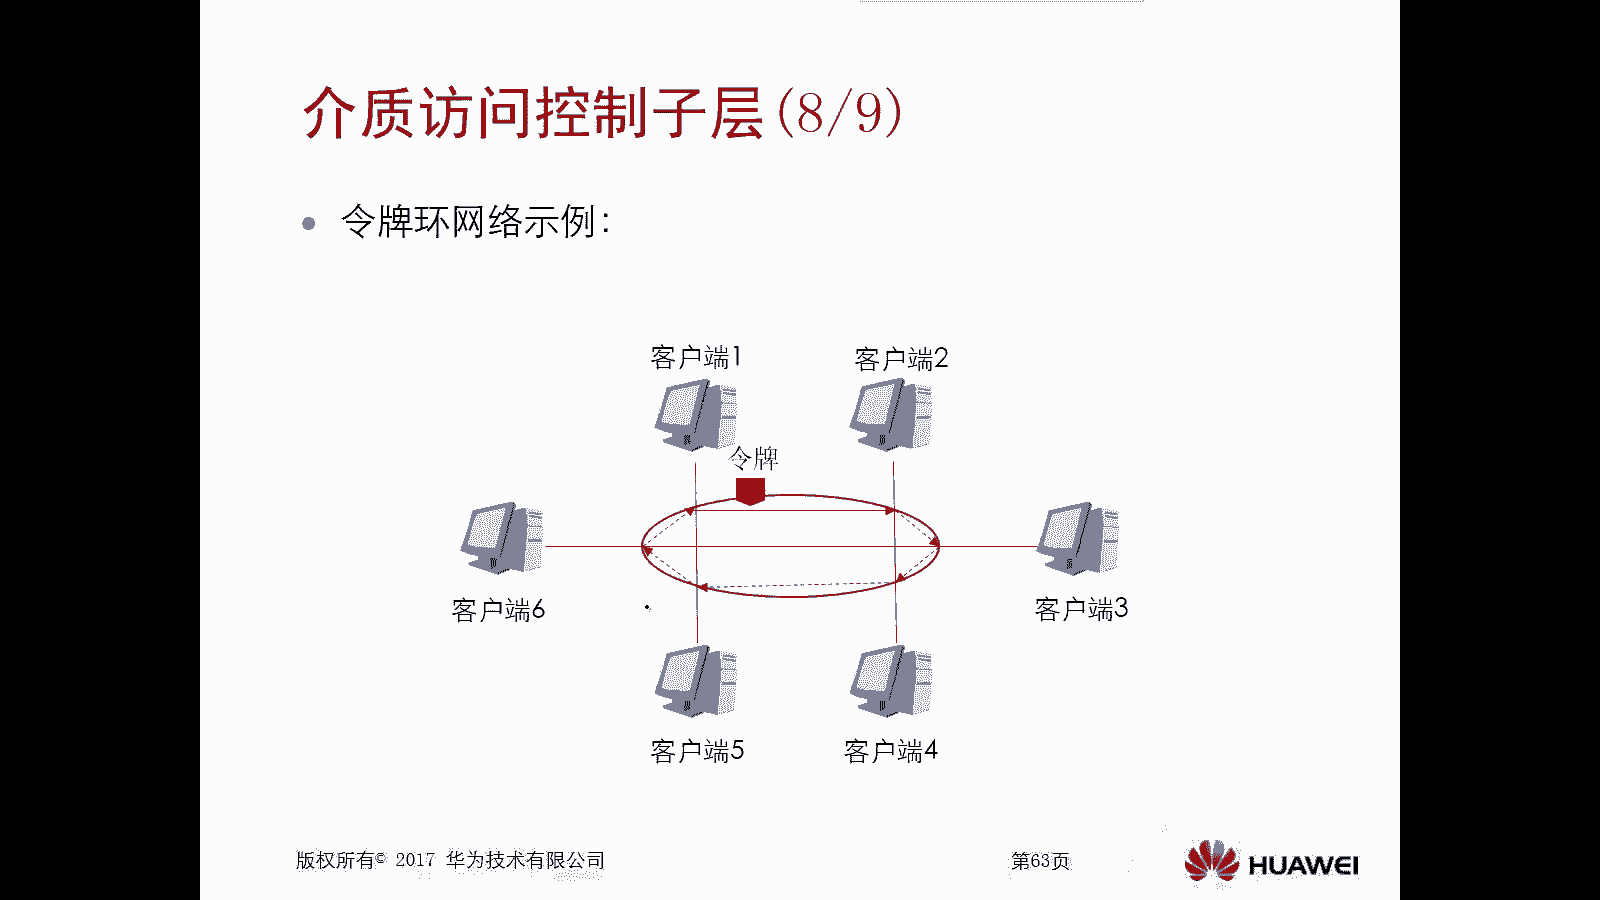 介质访问控制子层(8/9)
令牌环网络示例：
客户端1
客户端2
令牌
客户端6
客户端3
客户端5
客户端4
版权所有© 2017 华为技术有限公司
第63页
HUAWEI